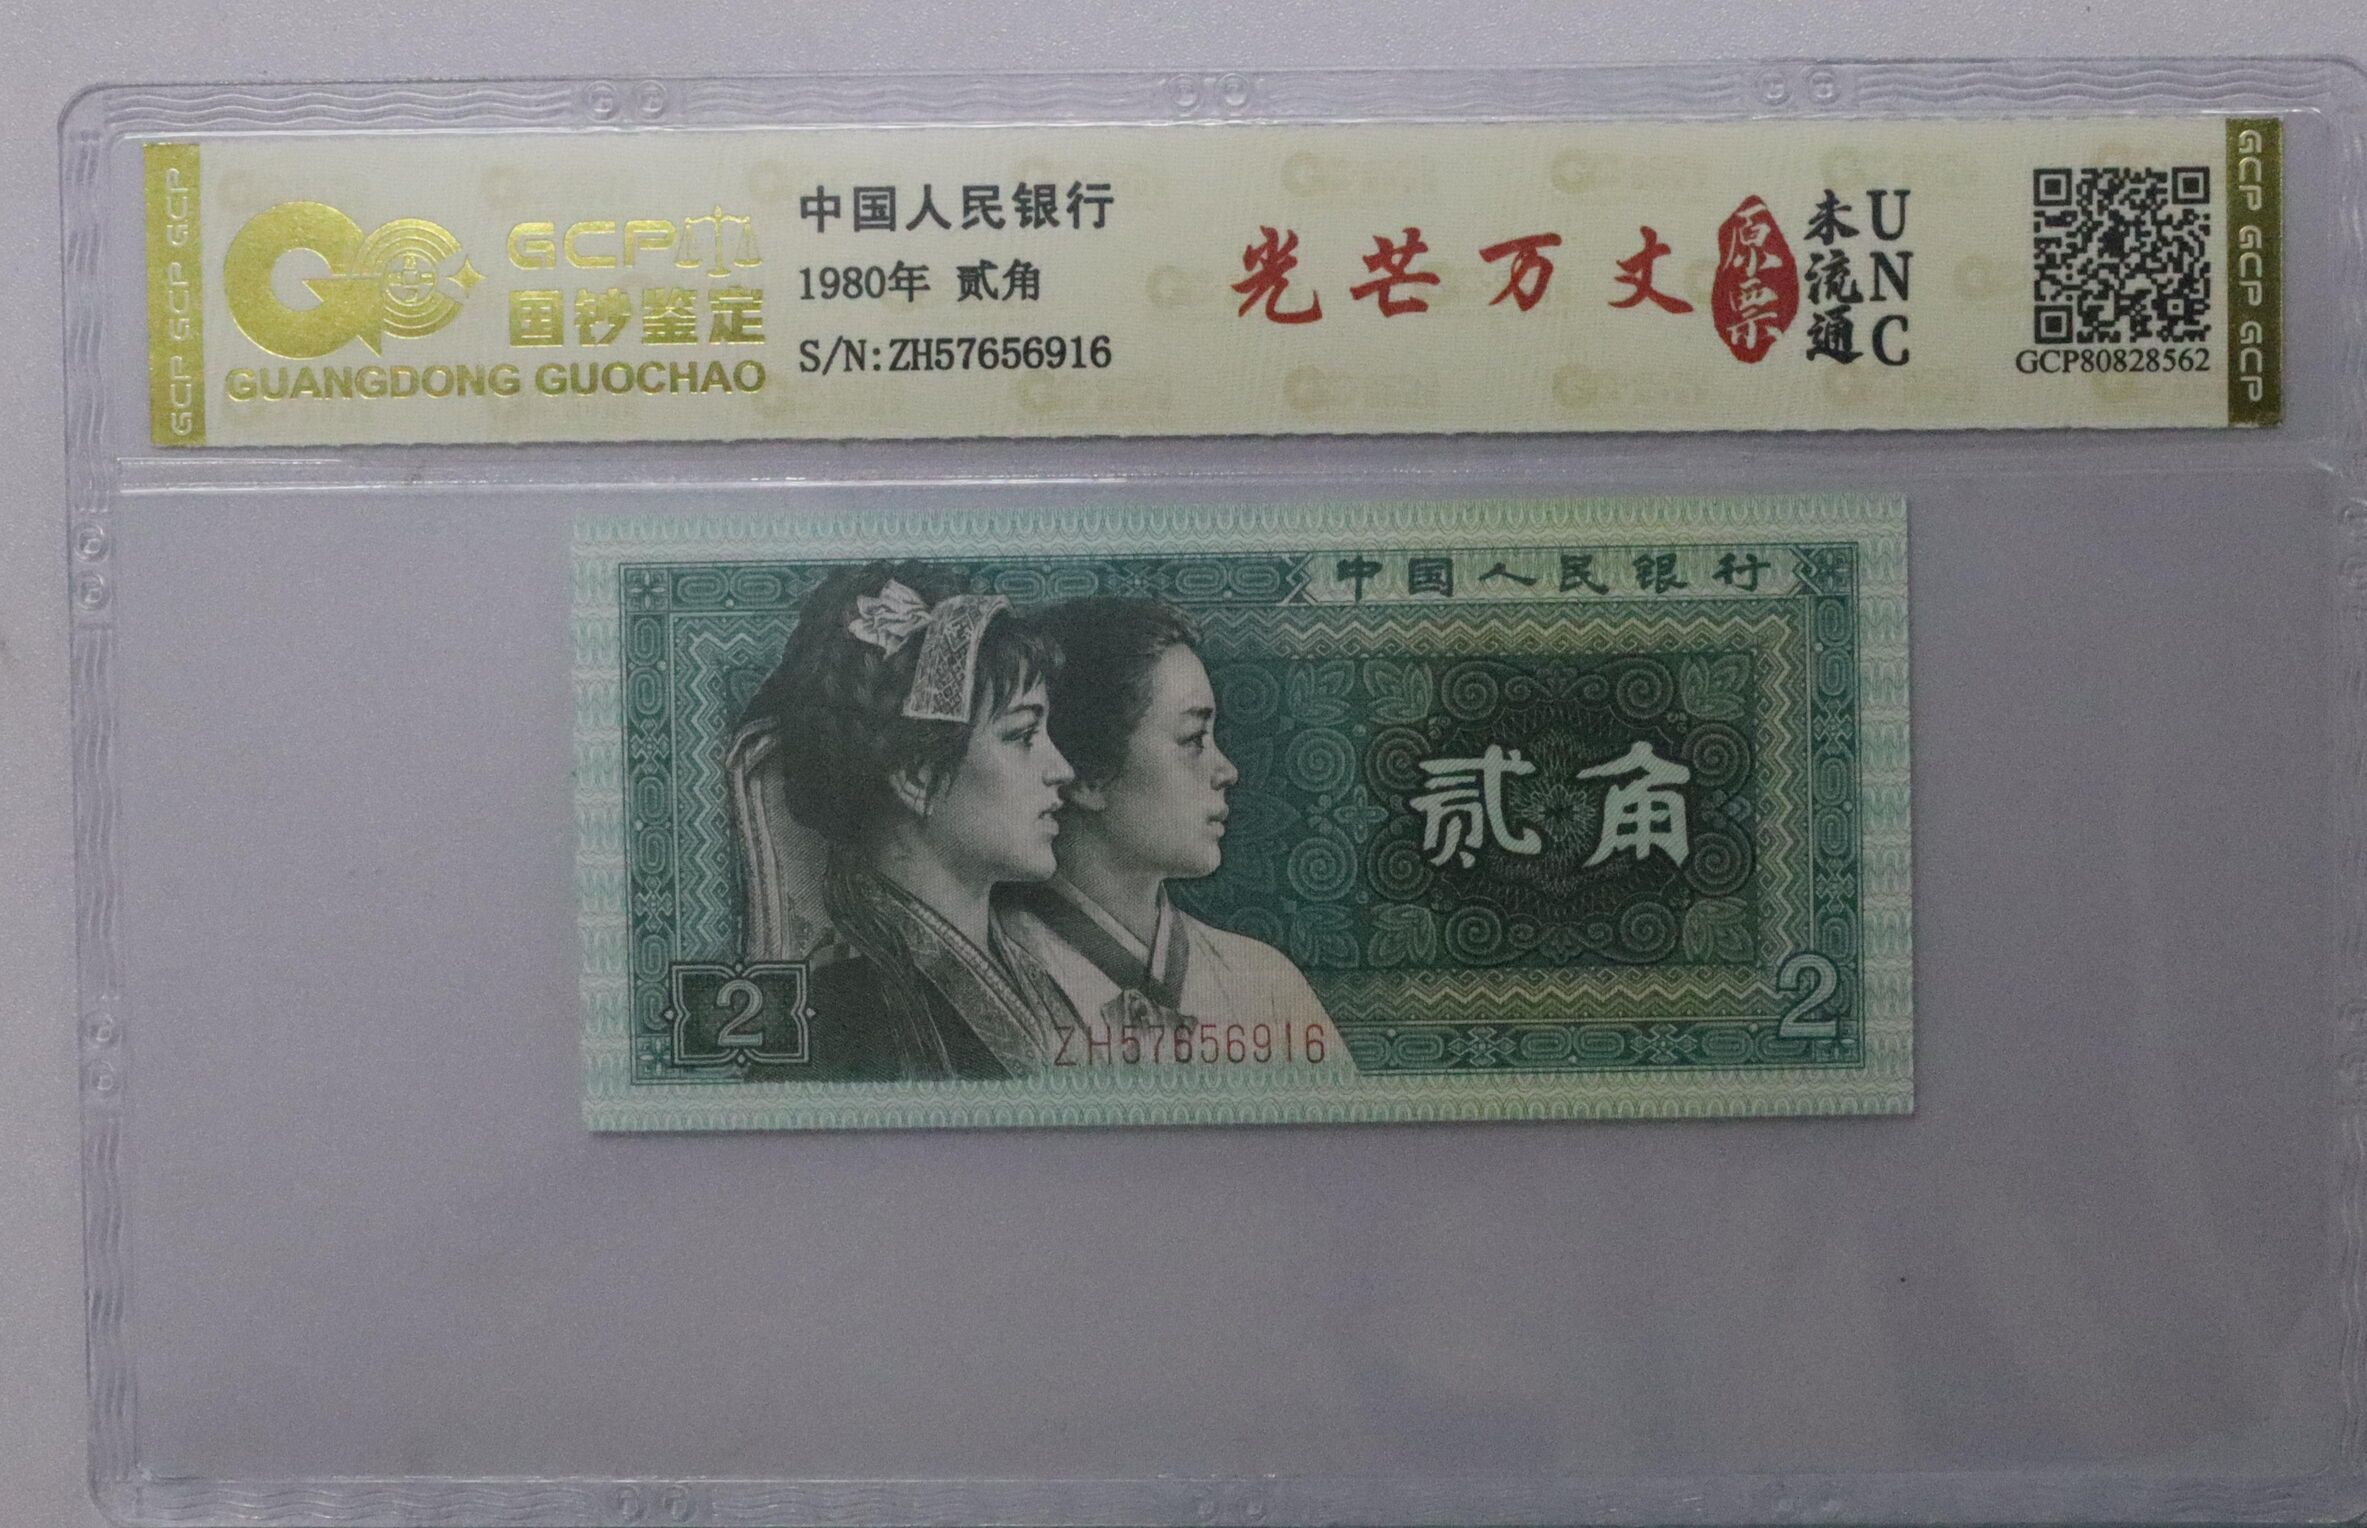 GCP GCP GCP
GCP
国钞鉴定
GUANGDONG GUOCHAO
中国人民银行
1980年 贰角
S/N:ZH57656916
光芒万丈
原票
未流通
UNC
GCP80828562
GCP GCP GCP
中国人民银行
贰角
2
2
ZH57656916